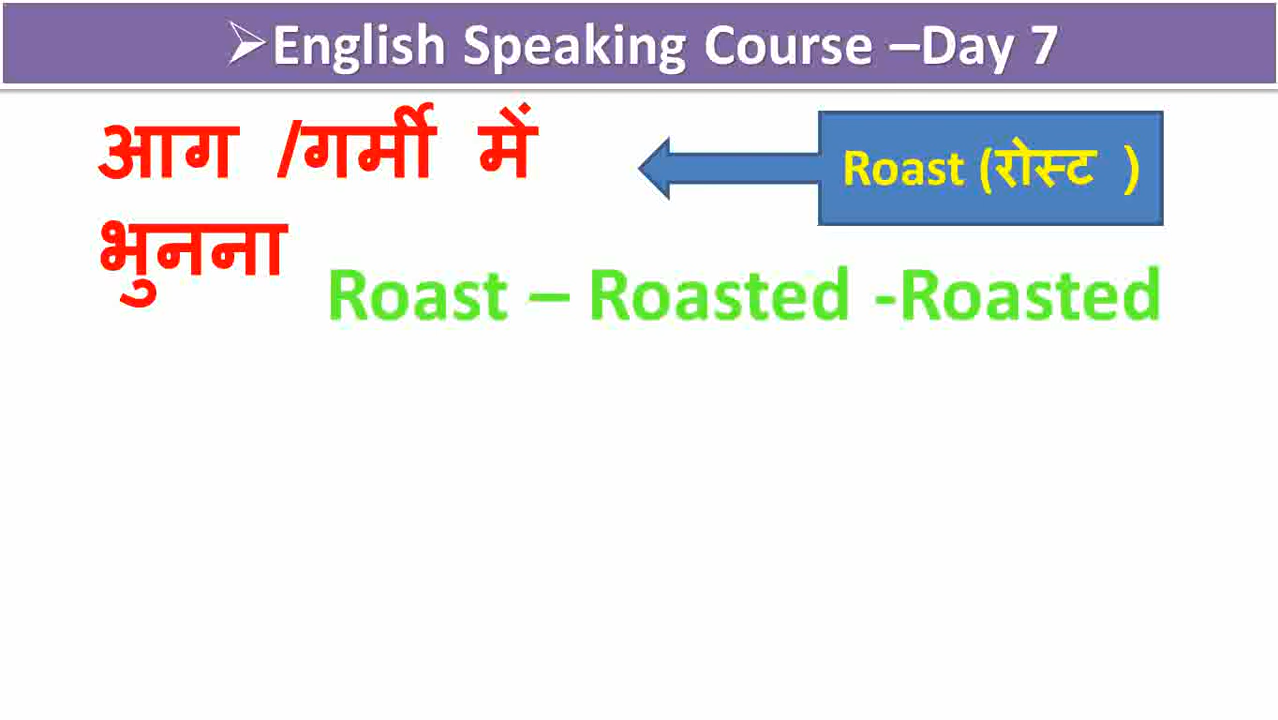 ➢English Speaking Course –Day 7
आग /गर्मी में
भुनना
Roast (रोस्ट )
Roast – Roasted -Roasted